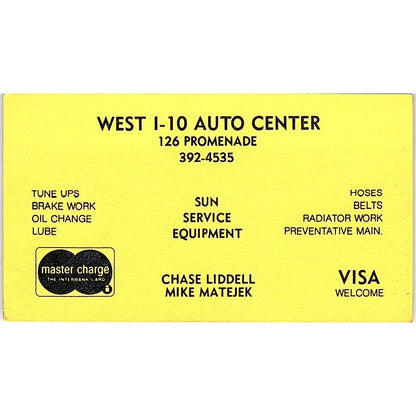 WEST I-10 AUTO CENTER
126 PROMENADE
392-4535
TUNE UPS
BRAKE WORK
OIL CHANGE
LUBE
SUN
SERVICE
EQUIPMENT
HOSES
BELTS
RADIATOR WORK
PREVENTATIVE MAIN.
master charge
THE INTERBANK CARD
i
CHASE LIDDELL
MIKE MATEJEK
VISA
WELCOME